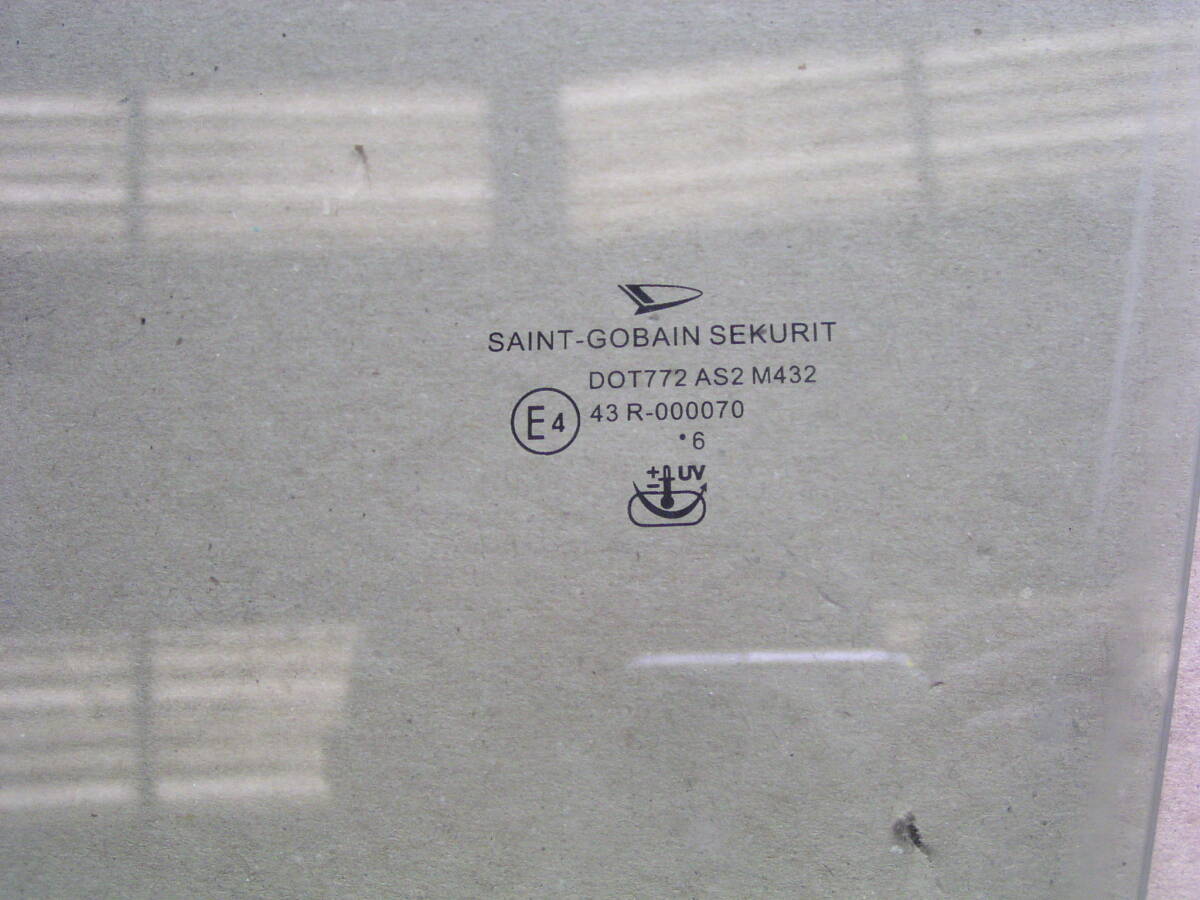 SAINT-GOBAIN SEKURIT
DOT772 AS2 M432
E4 43 R-000070
•6
+ UV
−